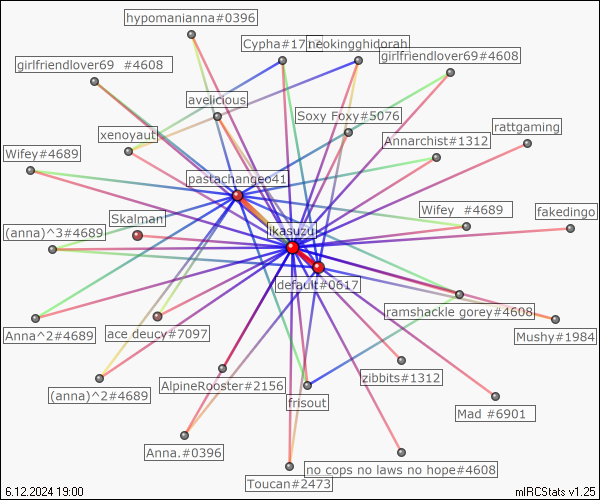 hypomanianna#0396
Cypha#17
neokingghidorah
girlfriendlover69 #4608
girlfriendlover69 #4608
avelicious
Soxy Foxy#5076
rattgaming
xenoyaut
Annarchist#1312
Wifey#4689
pastachangeo41
Wifey #4689
fakedingo
Skalman
(anna)^3#4689
ikasuzu
default#0617
ramshackle gorey#4608
Anna^2#4689
ace deucy#7097
Mushy#1984
zibbits#1312
AlpineRooster#2156
(anna)^2#4689
frisout
Mad #6901
Anna.#0396
no cops no laws no hope#4608
Toucan#2473
6.12.2024 19:00
mIRCStats v1.25